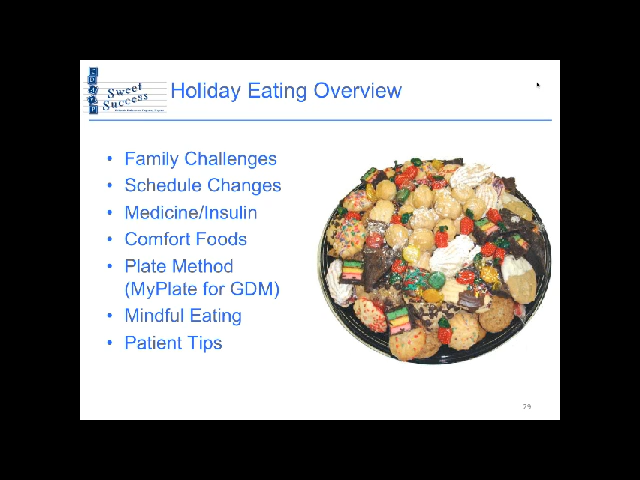 Sweet
Success
Holiday Eating Overview
• Family Challenges
• Schedule Changes
• Medicine/Insulin
• Comfort Foods
• Plate Method
(MyPlate for GDM)
• Mindful Eating
• Patient Tips
29